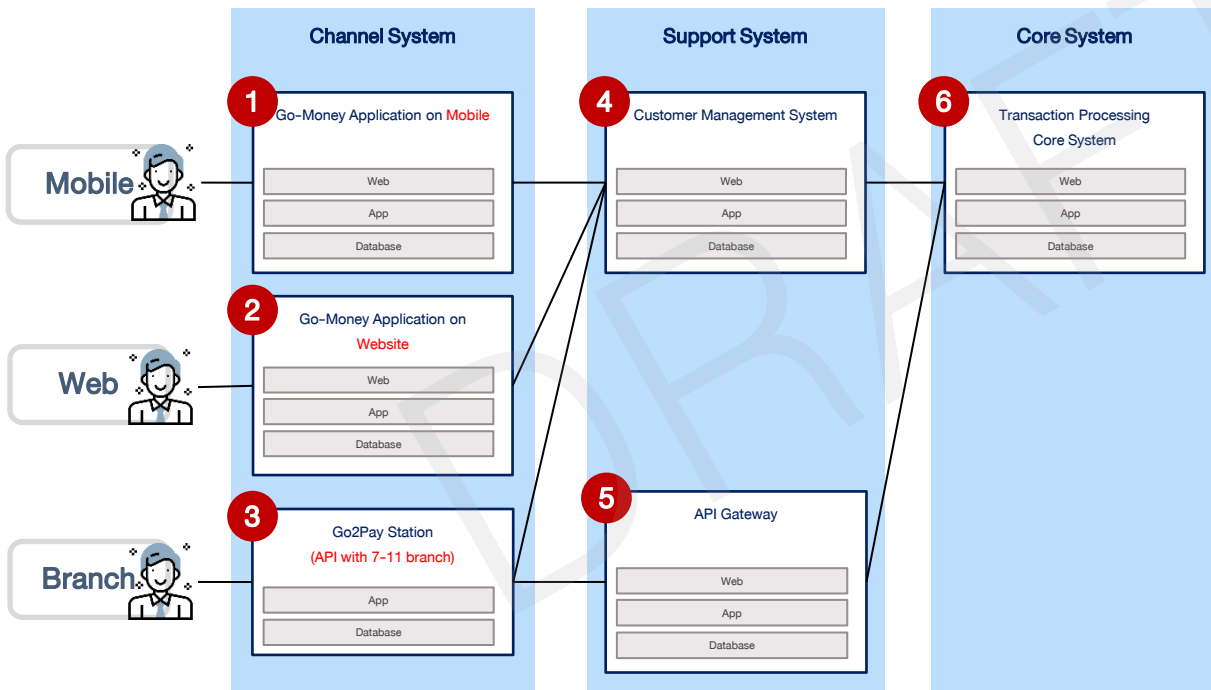 Channel System
Support System
Core System
1
Go-Money Application on Mobile
Web
App
Database
4
Customer Management System
Web
App
Database
6
Transaction Processing
Core System
Web
App
Database
Mobile
2
Go-Money Application on
Website
Web
App
Database
Web
3
Go2Pay Station
(API with 7-11 branch)
App
Database
Branch
5
API Gateway
Web
App
Database
DRAFT